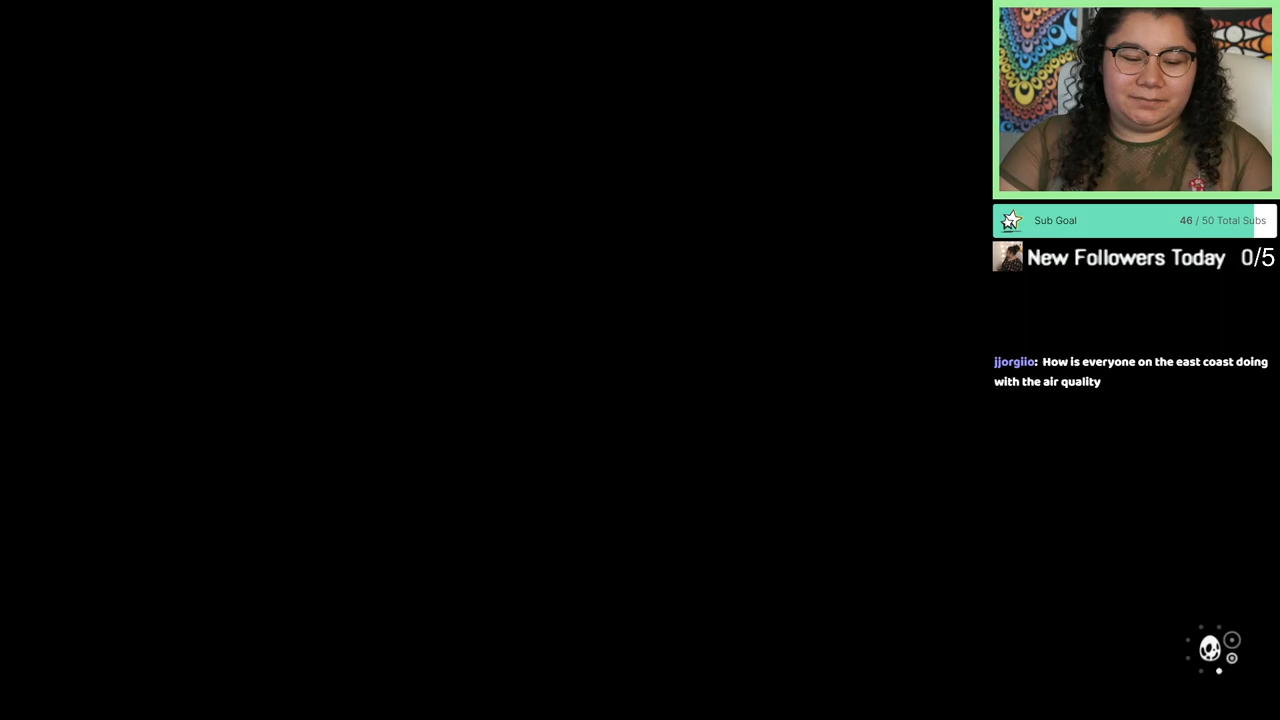 Sub Goal 46 / 50 Total Subs
New Followers Today 0/5
jjorgiio: How is everyone on the east coast doing
with the air quality